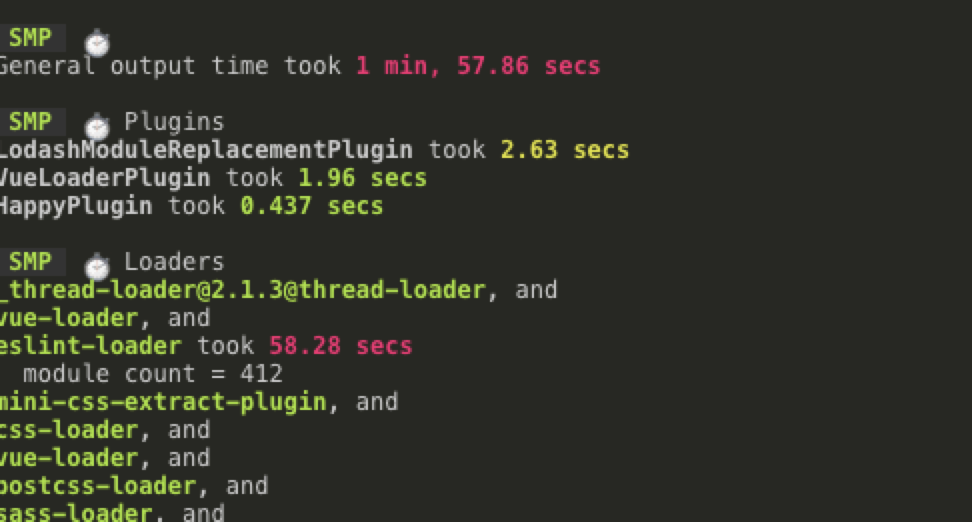 SMP ⏱
General output time took 1 min, 57.86 secs
SMP ⏱ Plugins
LodashModuleReplacementPlugin took 2.63 secs
VueLoaderPlugin took 1.96 secs
HappyPlugin took 0.437 secs
SMP ⏱ Loaders
_thread-loader@2.1.3@thread-loader, and
vue-loader, and
eslint-loader took 58.28 secs
module count = 412
mini-css-extract-plugin, and
css-loader, and
vue-loader, and
postcss-loader, and
sass-loader, and